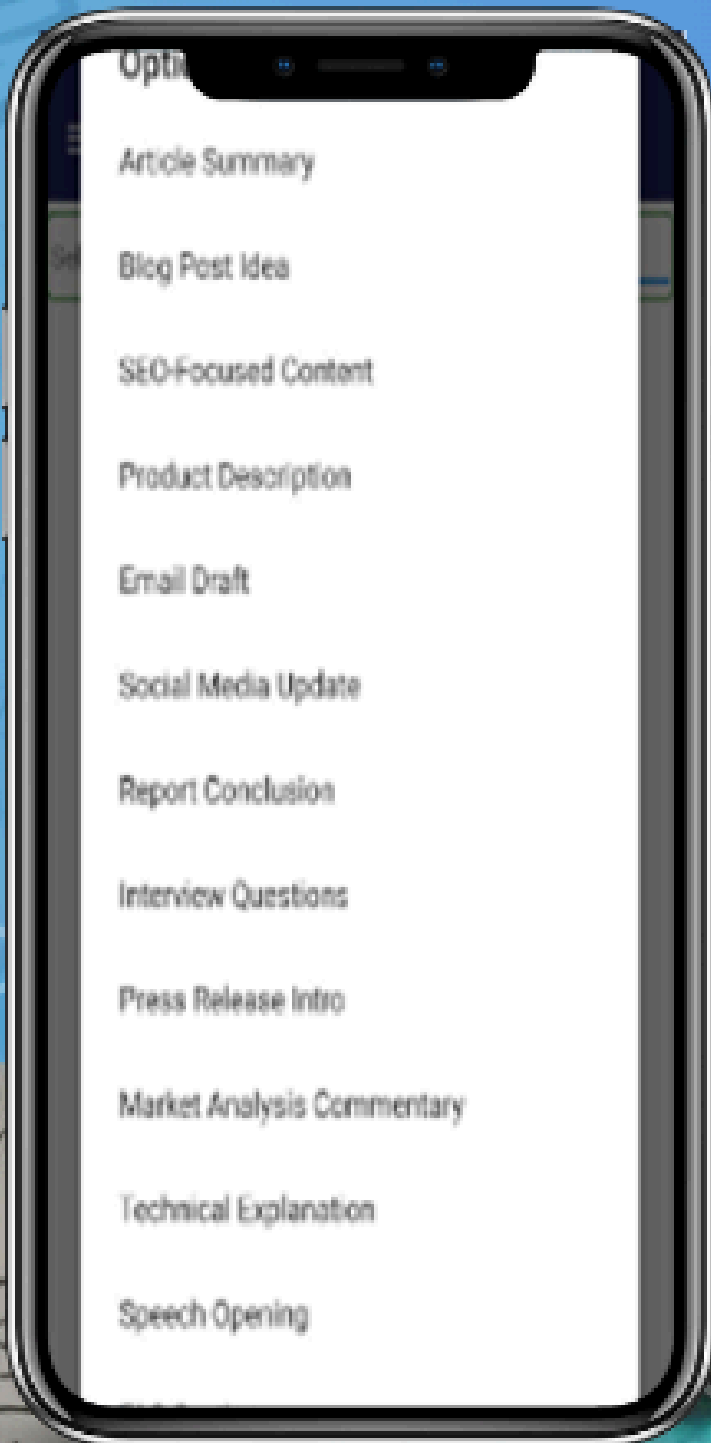 Opti
Article Summary
Blog Post Idea
SEO-Focused Content
Product Description
Email Draft
Social Media Update
Report Conclusion
Interview Questions
Press Release Intro
Market Analysis Commentary
Technical Explanation
Speech Opening